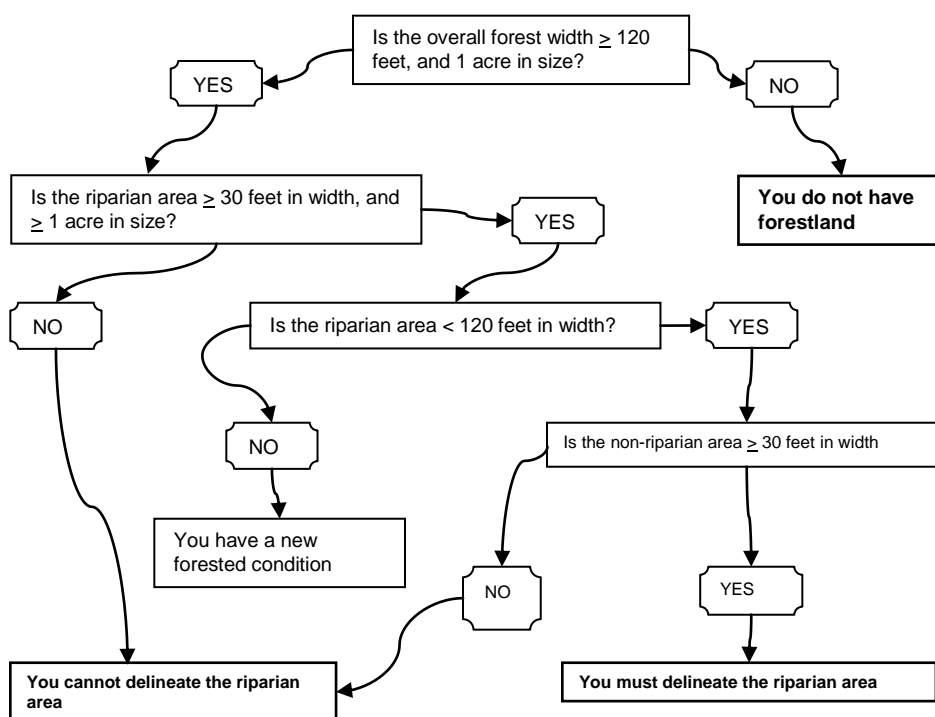 Is the overall forest width ≥ 120
feet, and 1 acre in size?
YES
NO
Is the riparian area ≥ 30 feet in width, and
≥ 1 acre in size?
YES
You do not have
forestland
NO
Is the riparian area < 120 feet in width?
YES
NO
Is the non-riparian area ≥ 30 feet in width
You have a new
forested condition
NO
YES
You cannot delineate the riparian
area
You must delineate the riparian area